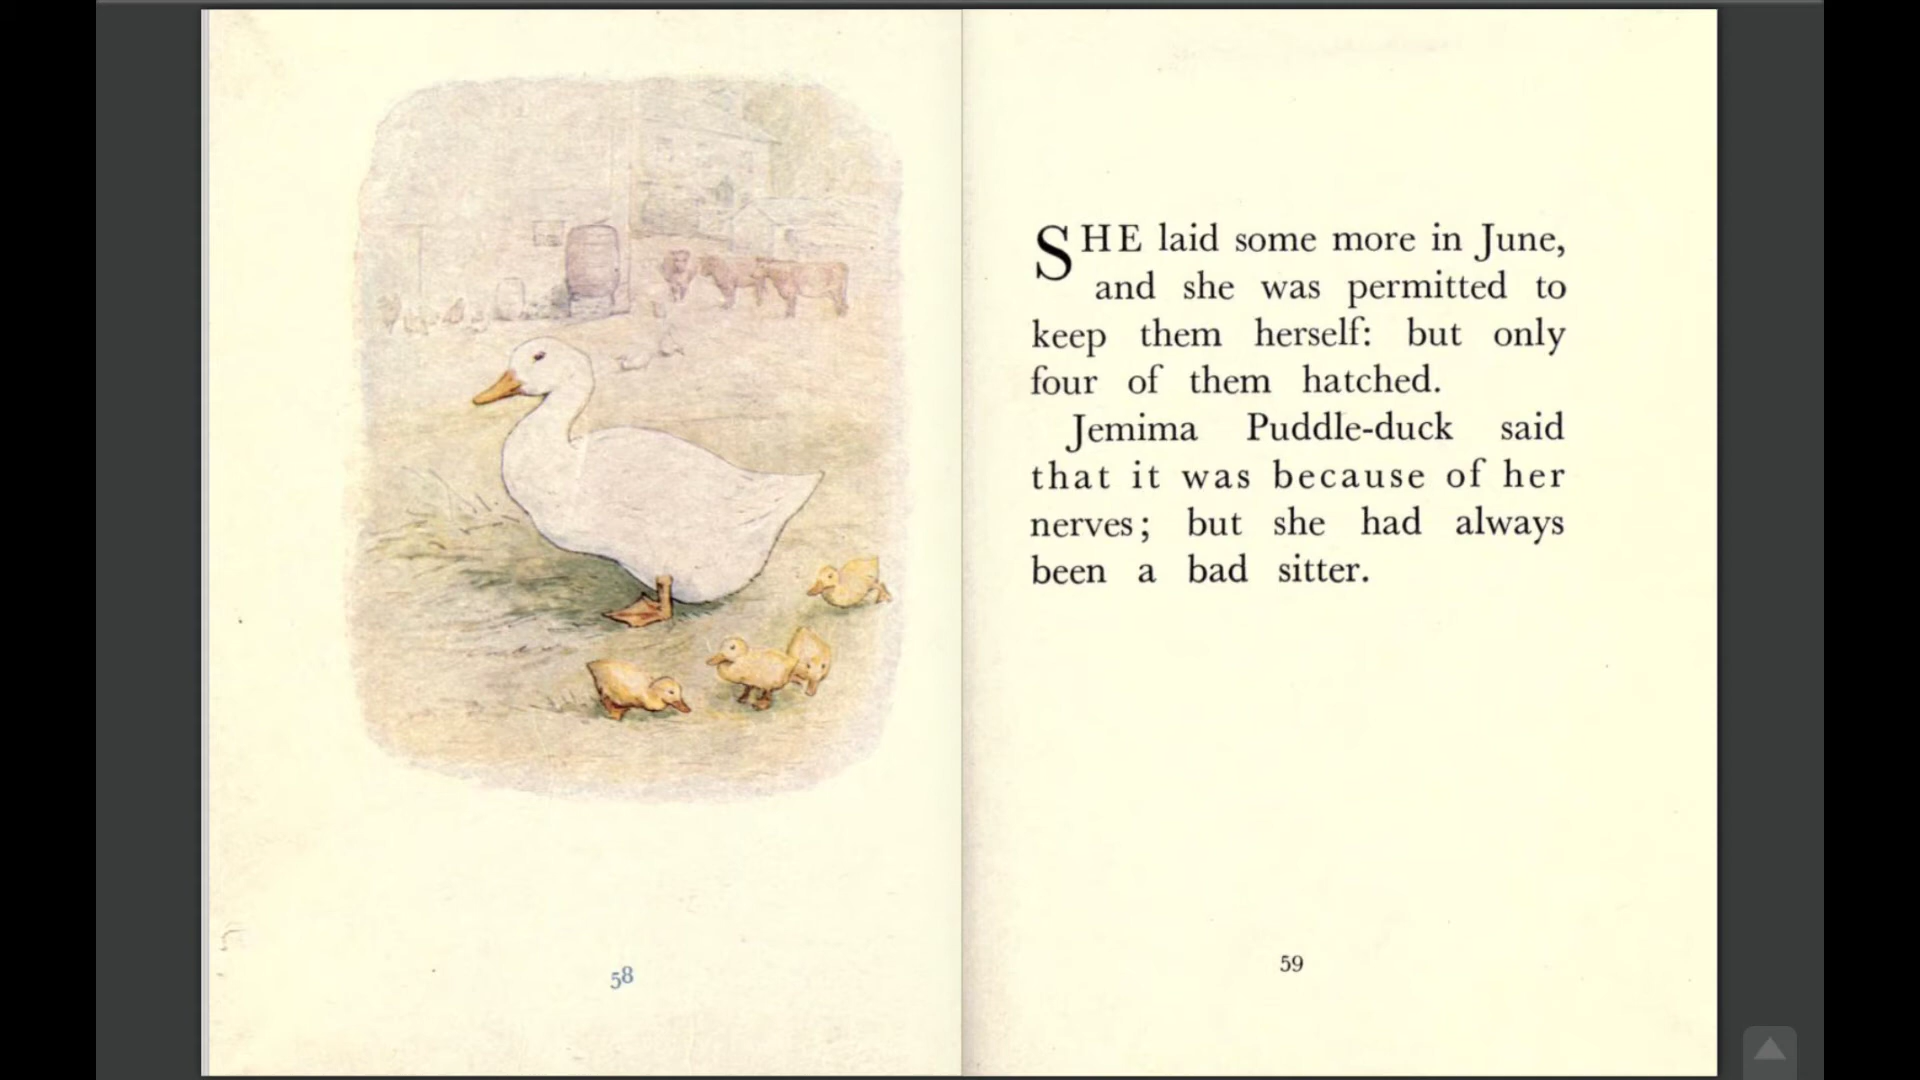 58
SHE laid some more in June,
and she was permitted to
keep them herself: but only
four of them hatched.
Jemima Puddle-duck said
that it was because of her
nerves; but she had always
been a bad sitter.
59